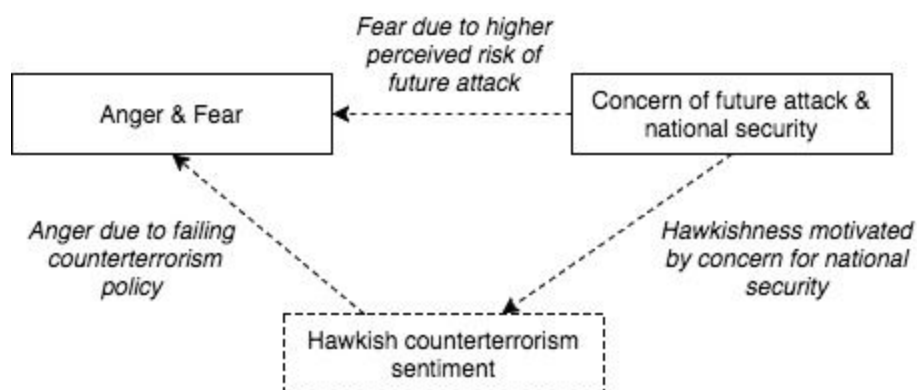 Fear due to higher
perceived risk of
future attack
Anger & Fear
Concern of future attack &
national security
Anger due to failing
counterterrorism
policy
Hawkishness motivated
by concern for national
security
Hawkish counterterrorism
sentiment